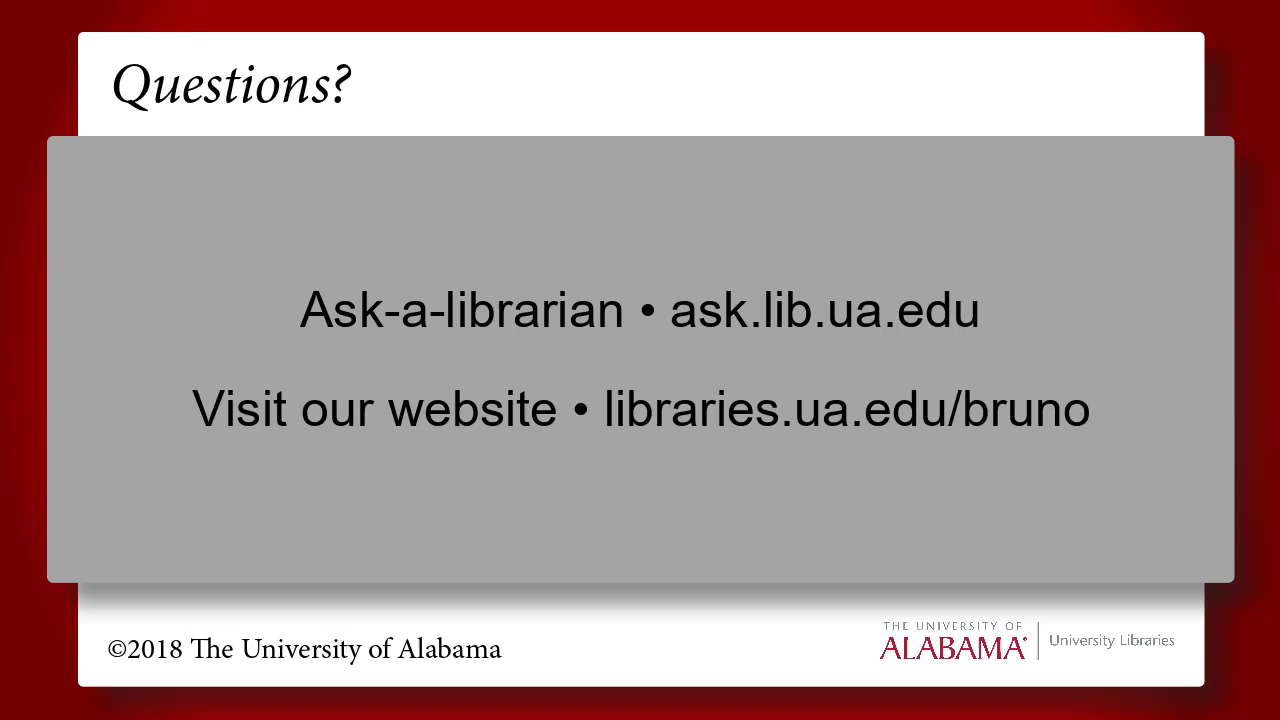 Questions?
Ask-a-librarian • ask.lib.ua.edu
Visit our website • libraries.ua.edu/bruno
©2018 The University of Alabama
THE UNIVERSITY OF
ALABAMA
University Libraries